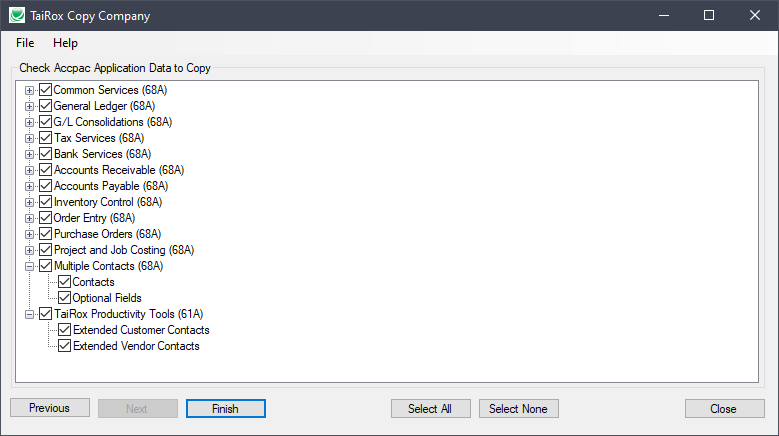 TaiRox Copy Company
File Help
Check Accpac Application Data to Copy
Common Services (68A)
General Ledger (68A)
G/L Consolidations (68A)
Tax Services (68A)
Bank Services (68A)
Accounts Receivable (68A)
Accounts Payable (68A)
Inventory Control (68A)
Order Entry (68A)
Purchase Orders (68A)
Project and Job Costing (68A)
Multiple Contacts (68A)
Contacts
Optional Fields
TaiRox Productivity Tools (61A)
Extended Customer Contacts
Extended Vendor Contacts
Previous Next Finish Select All Select None Close